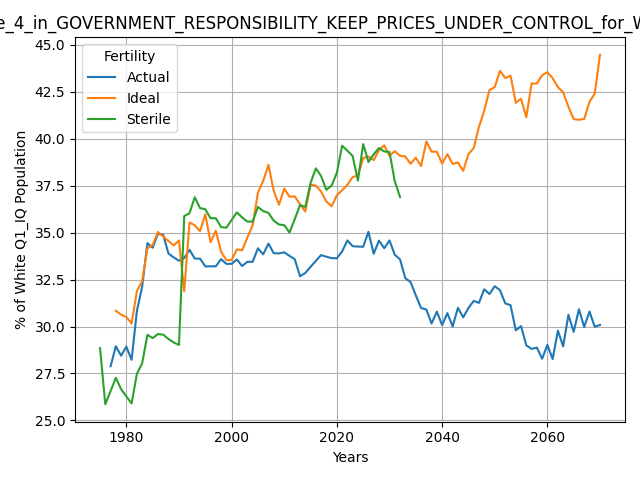 e_4_in_GOVERNMENT_RESPONSIBILITY_KEEP_PRICES_UNDER_CONTROL_for_W
45.0
42.5
40.0
37.5
35.0
32.5
30.0
27.5
25.0
% of White Q1_IQ Population
Fertility
Actual
Ideal
Sterile
1980
2000
2020
2040
2060
Years